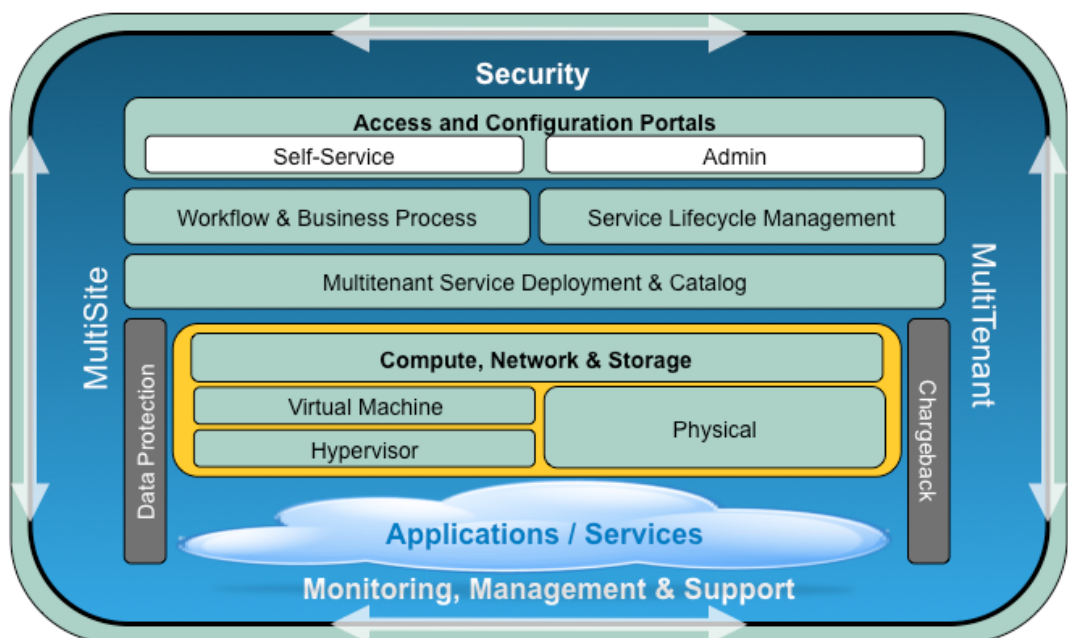 Security
Access and Configuration Portals
Self-Service
Admin
Workflow & Business Process
Service Lifecycle Management
Multitenant Service Deployment & Catalog
MultiSite
MultiTenant
Data Protection
Compute, Network & Storage
Virtual Machine
Hypervisor
Physical
Chargeback
Applications / Services
Monitoring, Management & Support